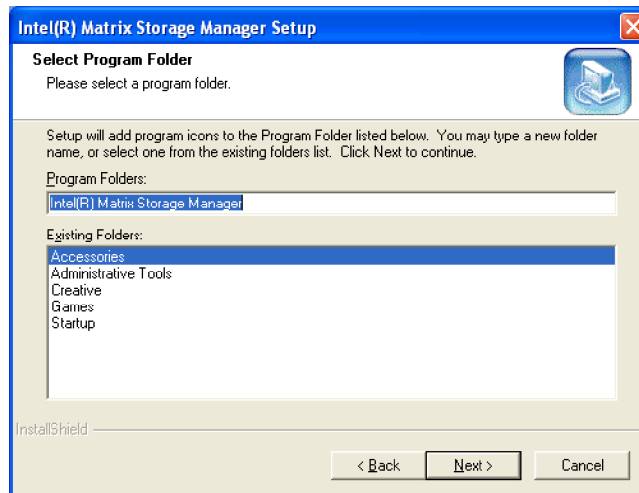 Intel(R) Matrix Storage Manager Setup
Select Program Folder
Please select a program folder.
Setup will add program icons to the Program Folder listed below. You may type a new folder
name, or select one from the existing folders list. Click Next to continue.
Program Folders:
Intel(R) Matrix Storage Manager
Existing Folders:
Accessories
Administrative Tools
Creative
Games
Startup
InstallShield
< Back
Next >
Cancel